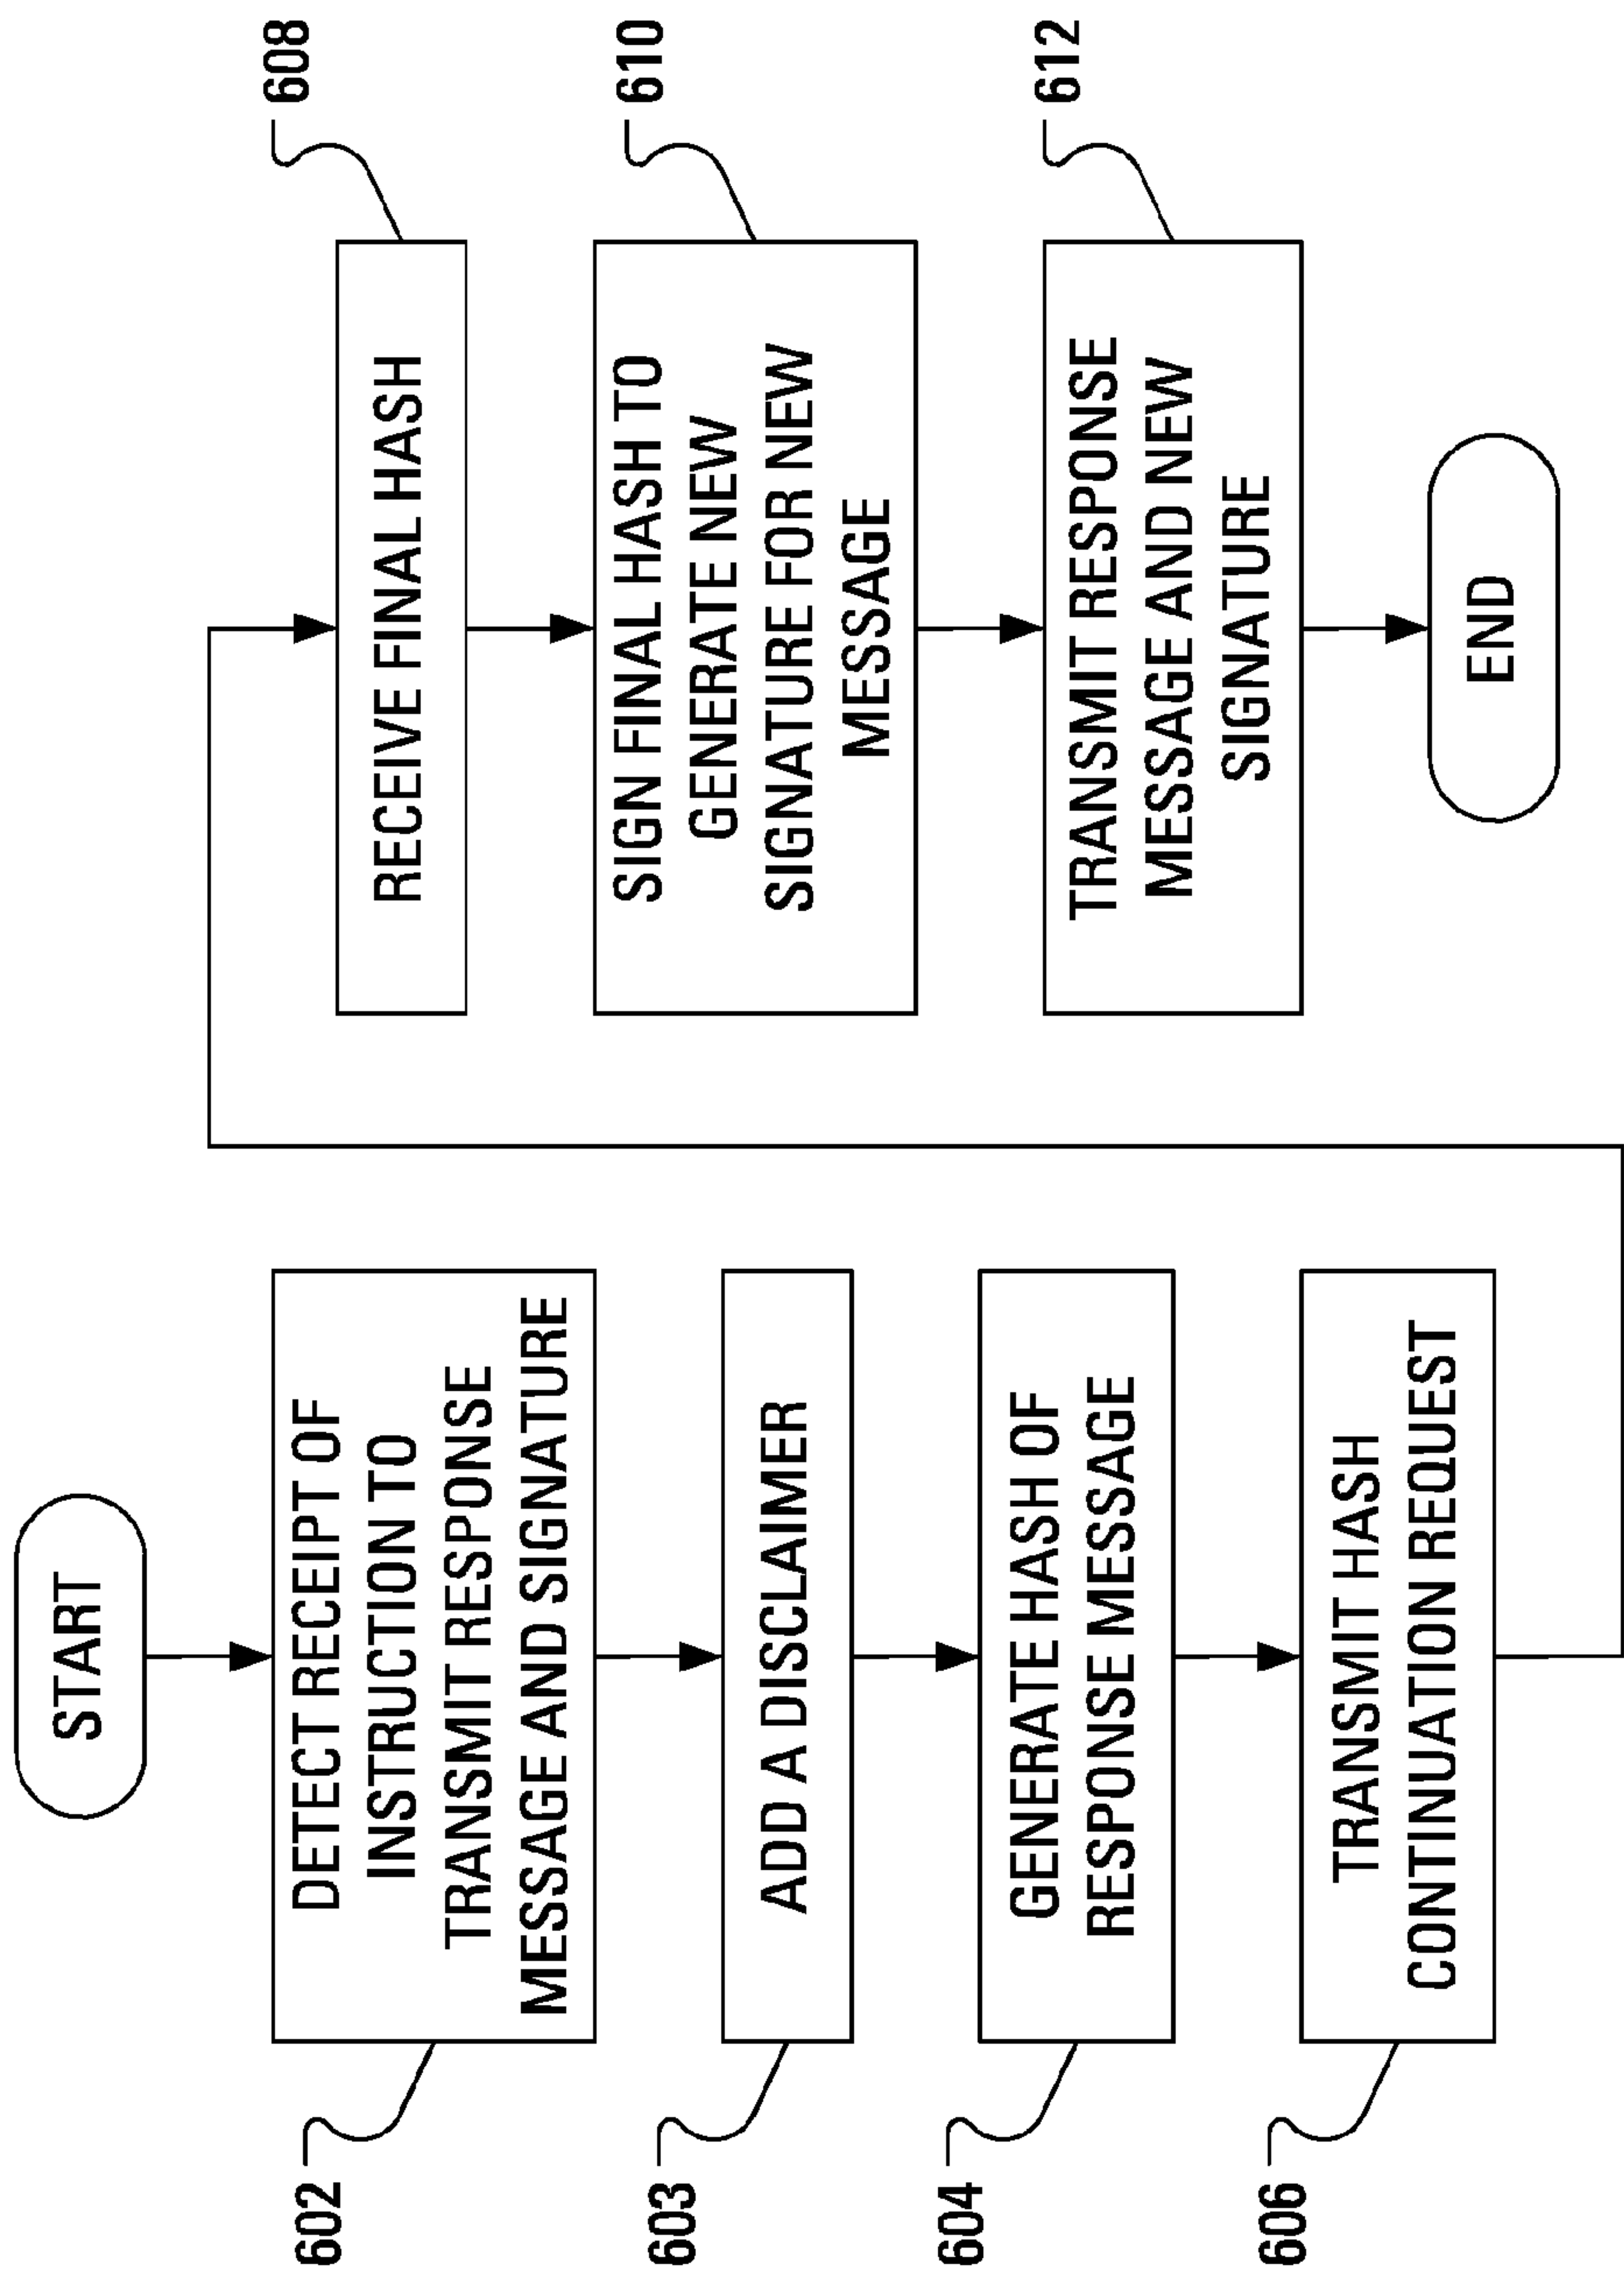 START
602
DETECT RECEIPT OF
INSTRUCTION TO
TRANSMIT RESPONSE
MESSAGE AND SIGNATURE
603
ADD A DISCLAIMER
604
GENERATE HASH OF
RESPONSE MESSAGE
606
TRANSMIT HASH
CONTINUATION REQUEST
608
RECEIVE FINAL HASH
610
SIGN FINAL HASH TO
GENERATE NEW
SIGNATURE FOR NEW
MESSAGE
612
TRANSMIT RESPONSE
MESSAGE AND NEW
SIGNATURE
END